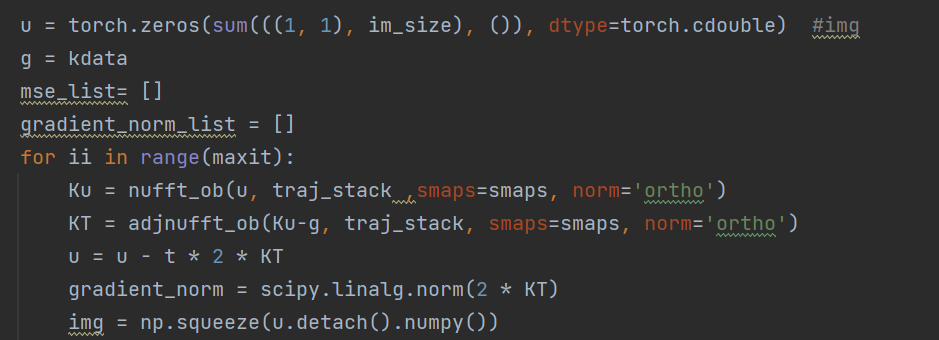 u = torch.zeros(sum(((1, 1), im_size), ()), dtype=torch.cdouble)  #img
g = kdata
mse_list= []
gradient_norm_list = []
for ii in range(maxit):
    Ku = nufft_ob(u, traj_stack ,smaps=smaps, norm='ortho')
    KT = adjnufft_ob(Ku-g, traj_stack, smaps=smaps, norm='ortho')
    u = u - t * 2 * KT
    gradient_norm = scipy.linalg.norm(2 * KT)
    img = np.squeeze(u.detach().numpy())